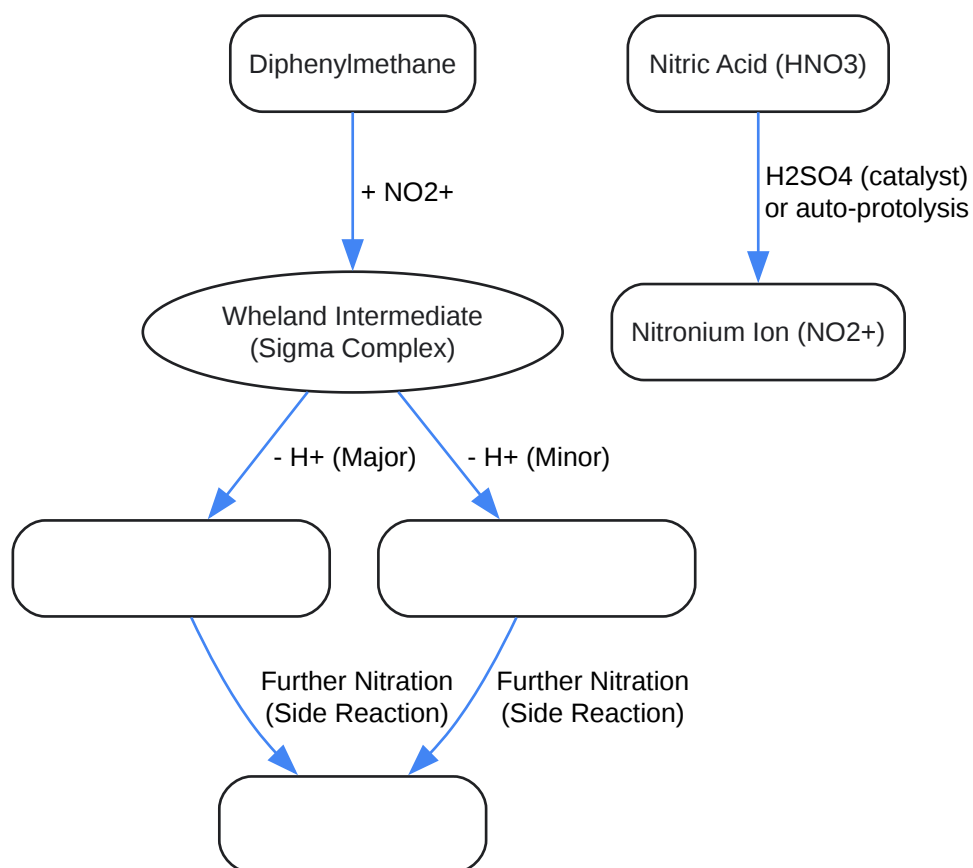 Diphenylmethane
Nitric Acid (HNO3)
+ NO2+
H2SO4 (catalyst)
or auto-protolysis
Wheland Intermediate
(Sigma Complex)
Nitronium Ion (NO2+)
- H+ (Major)
- H+ (Minor)
Further Nitration
(Side Reaction)
Further Nitration
(Side Reaction)